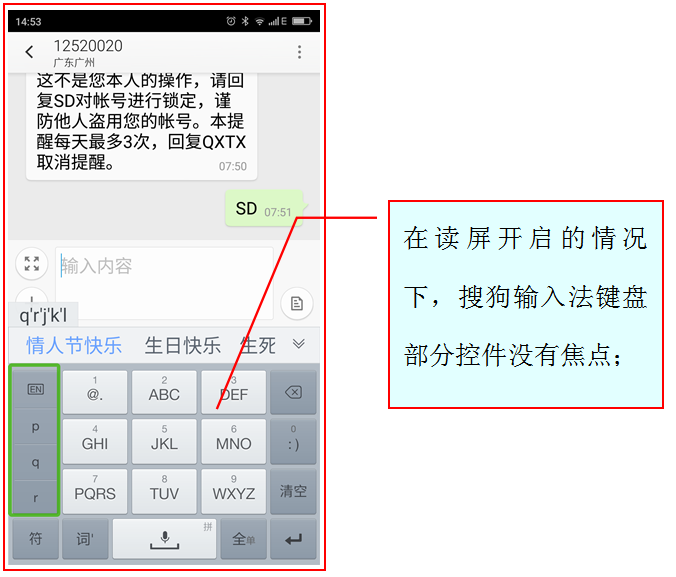 14:53
E
12520020
广东广州
这不是您本人的操作，请回
复SD对帐号进行锁定，谨
防他人盗用您的帐号。本提
醒每天最多3次，回复QXTX
取消提醒。
07:50
SD 07:51
输入内容
q'r'j'k'l
情人节快乐 生日快乐 生死
EN
p
q
r
1 @.
2 ABC
3 DEF
4 GHI
5 JKL
6 MNO
0 :)
7 PQRS
8 TUV
9 WXYZ
清空
符 词' 拼 全单
在读屏开启的情况
下，搜狗输入法键盘
部分控件没有焦点；